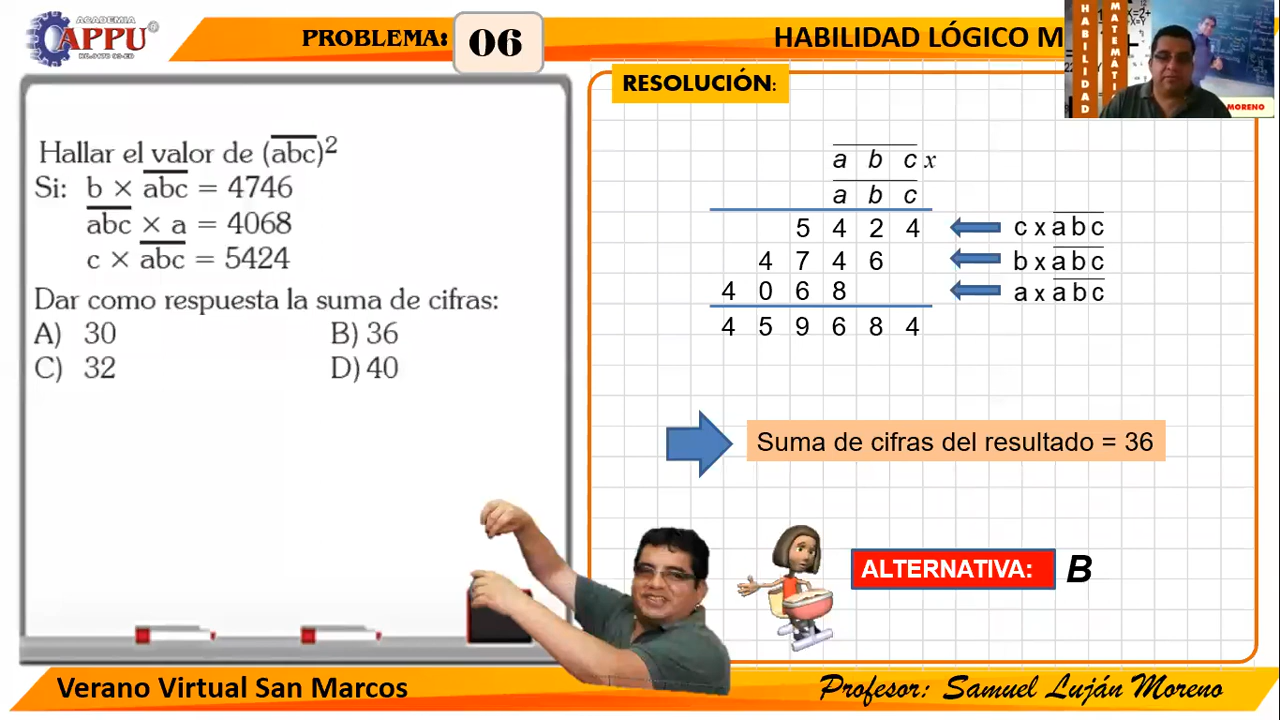 ACADEMIA
APPU
PROBLEMA:
06
HABILIDAD LÓGICO M
HABILIDAD
MORENO
Hallar el valor de (abc)²
Si: b × abc = 4746
abc × a = 4068
c × abc = 5424
Dar como respuesta la suma de cifras:
A) 30 B) 36
C) 32 D) 40
RESOLUCIÓN:
a b c x
a b c
5 4 2 4 c x a b c
4 7 4 6 b x a b c
4 0 6 8 a x a b c
4 5 9 6 8 4
Suma de cifras del resultado = 36
ALTERNATIVA: B
Verano Virtual San Marcos
Profesor: Samuel Luján Moreno